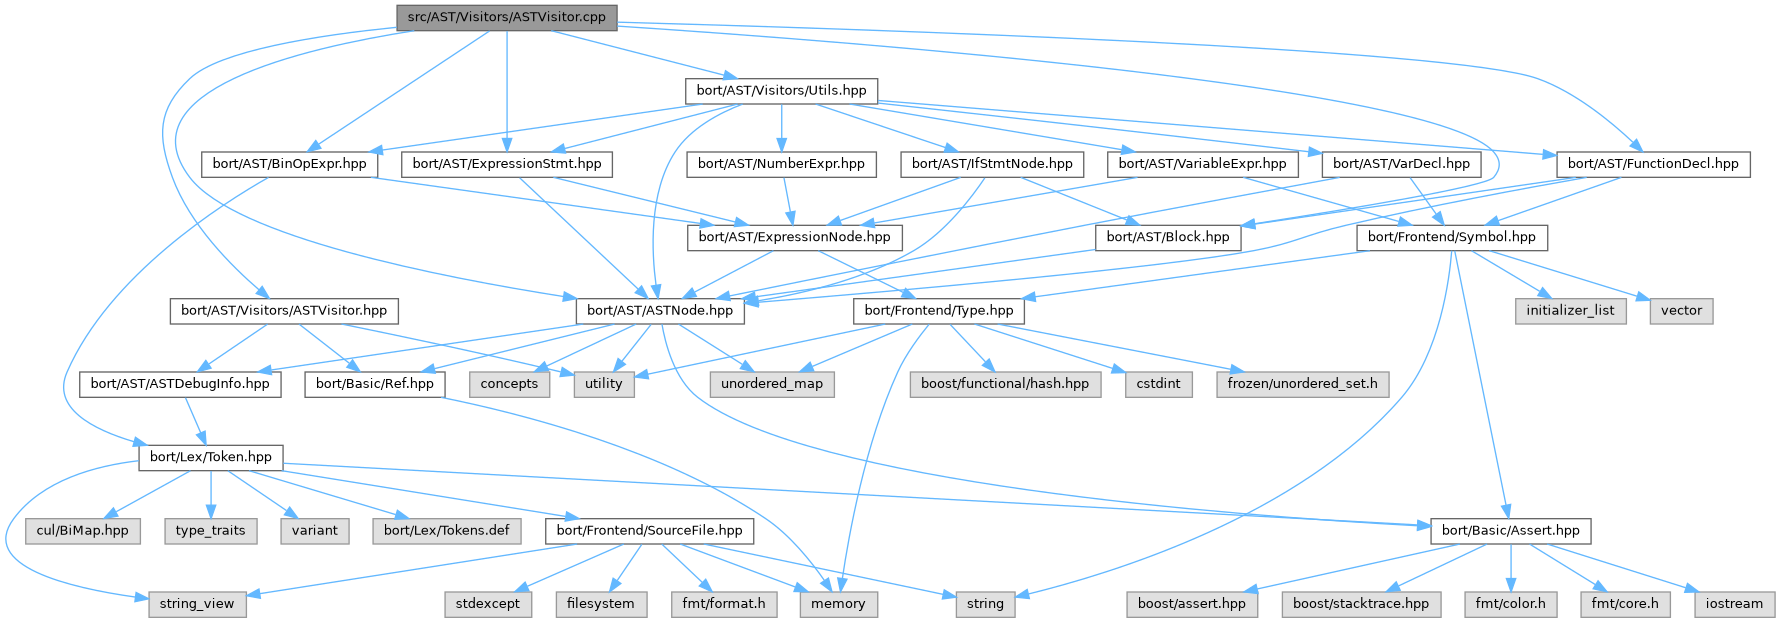 src/AST/Visitors/ASTVisitor.cpp
bort/AST/Visitors/Utils.hpp
bort/AST/BinOpExpr.hpp
bort/AST/ExpressionStmt.hpp
bort/AST/NumberExpr.hpp
bort/AST/IfStmtNode.hpp
bort/AST/VariableExpr.hpp
bort/AST/VarDecl.hpp
bort/AST/FunctionDecl.hpp
bort/AST/ExpressionNode.hpp
bort/AST/Block.hpp
bort/Frontend/Symbol.hpp
bort/AST/Visitors/ASTVisitor.hpp
bort/AST/ASTNode.hpp
bort/Frontend/Type.hpp
initializer_list
vector
bort/AST/ASTDebugInfo.hpp
bort/Basic/Ref.hpp
concepts
utility
unordered_map
boost/functional/hash.hpp
cstdint
frozen/unordered_set.h
bort/Lex/Token.hpp
cul/BiMap.hpp
type_traits
variant
bort/Lex/Tokens.def
bort/Frontend/SourceFile.hpp
bort/Basic/Assert.hpp
string_view
stdexcept
filesystem
fmt/format.h
memory
string
boost/assert.hpp
boost/stacktrace.hpp
fmt/color.h
fmt/core.h
iostream